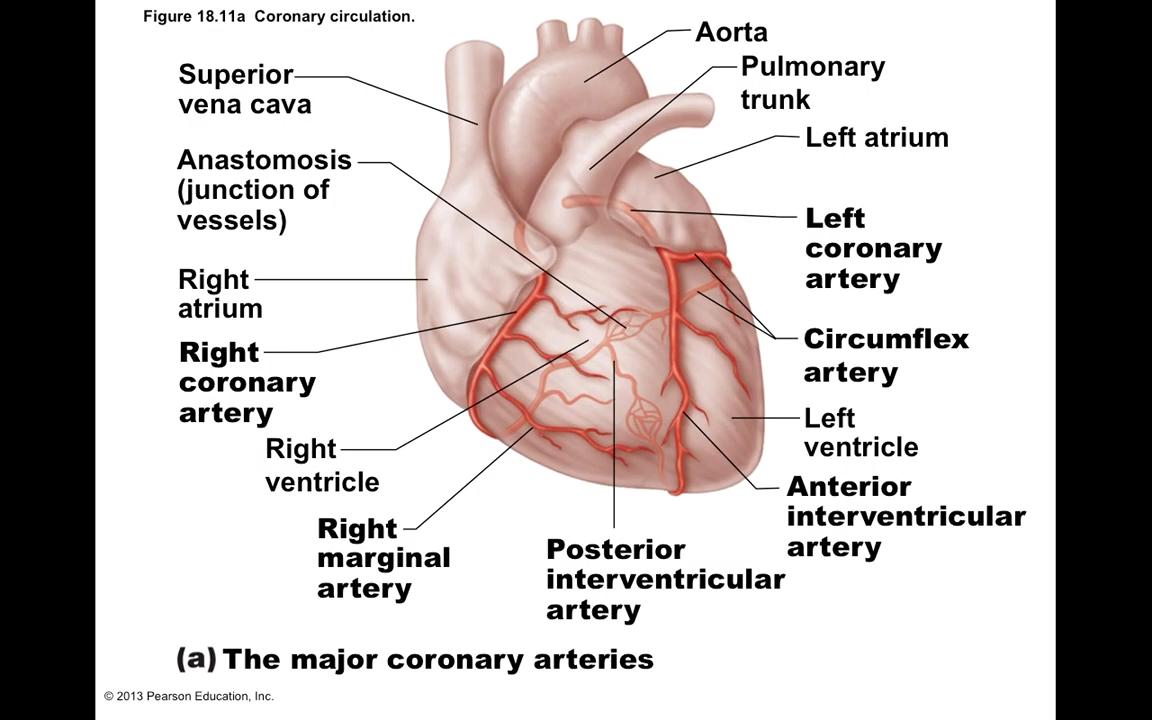 Figure 18.11a  Coronary circulation.
Aorta
Superior
vena cava
Pulmonary
trunk
Left atrium
Anastomosis
(junction of
vessels)
Left
coronary
artery
Right
atrium
Right
coronary
artery
Circumflex
artery
Left
ventricle
Right
ventricle
Anterior
interventricular
artery
Right
marginal
artery
Posterior
interventricular
artery
(a) The major coronary arteries
© 2013 Pearson Education, Inc.